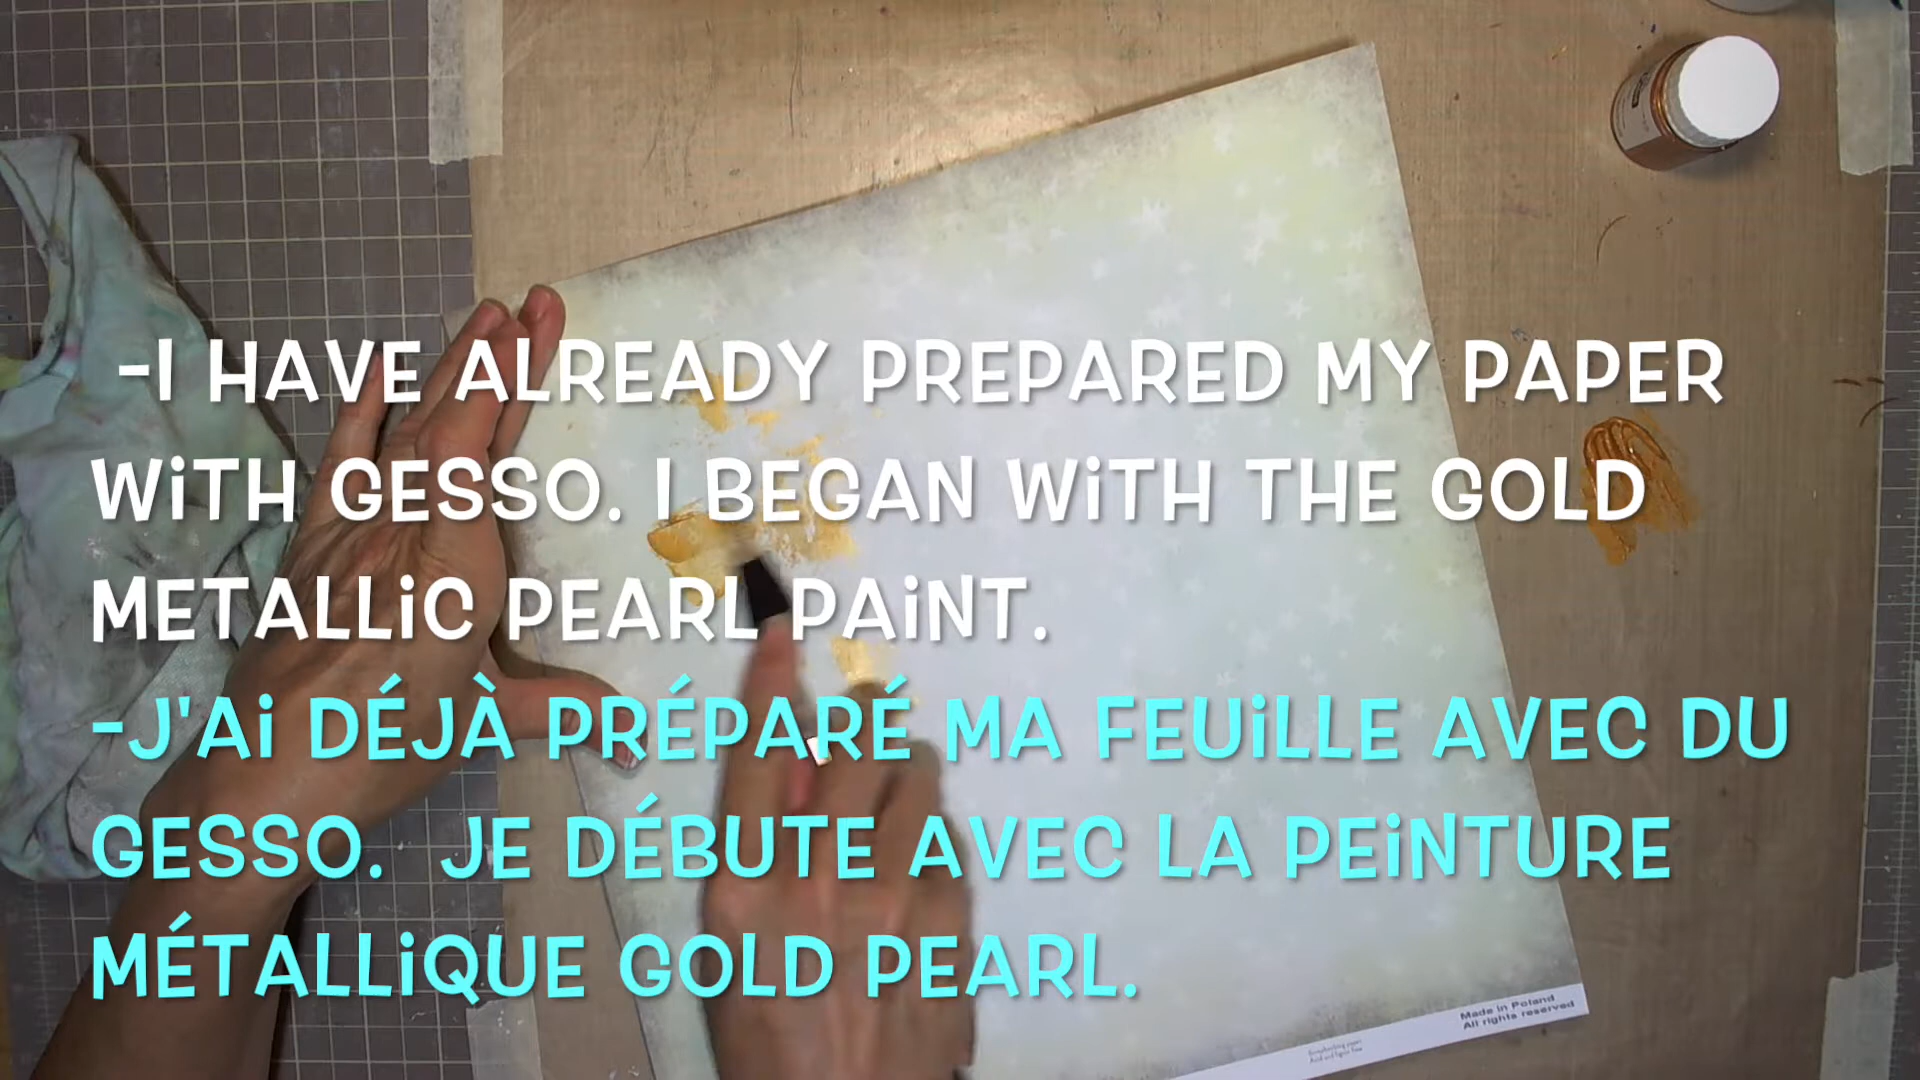 -I HAVE ALREADY PREPARED MY PAPER
WiTH GESSO. I BEGAN WiTH THE GOLD
METALLiC PEARL PAiNT.
-J'Ai DÉJÀ PRÉPARÉ MA FEUiLLE AVEC DU
GESSO. JE DÉBUTE AVEC LA PEiNTURE
MÉTALLiQUE GOLD PEARL.
Made in Poland
All rights reserved